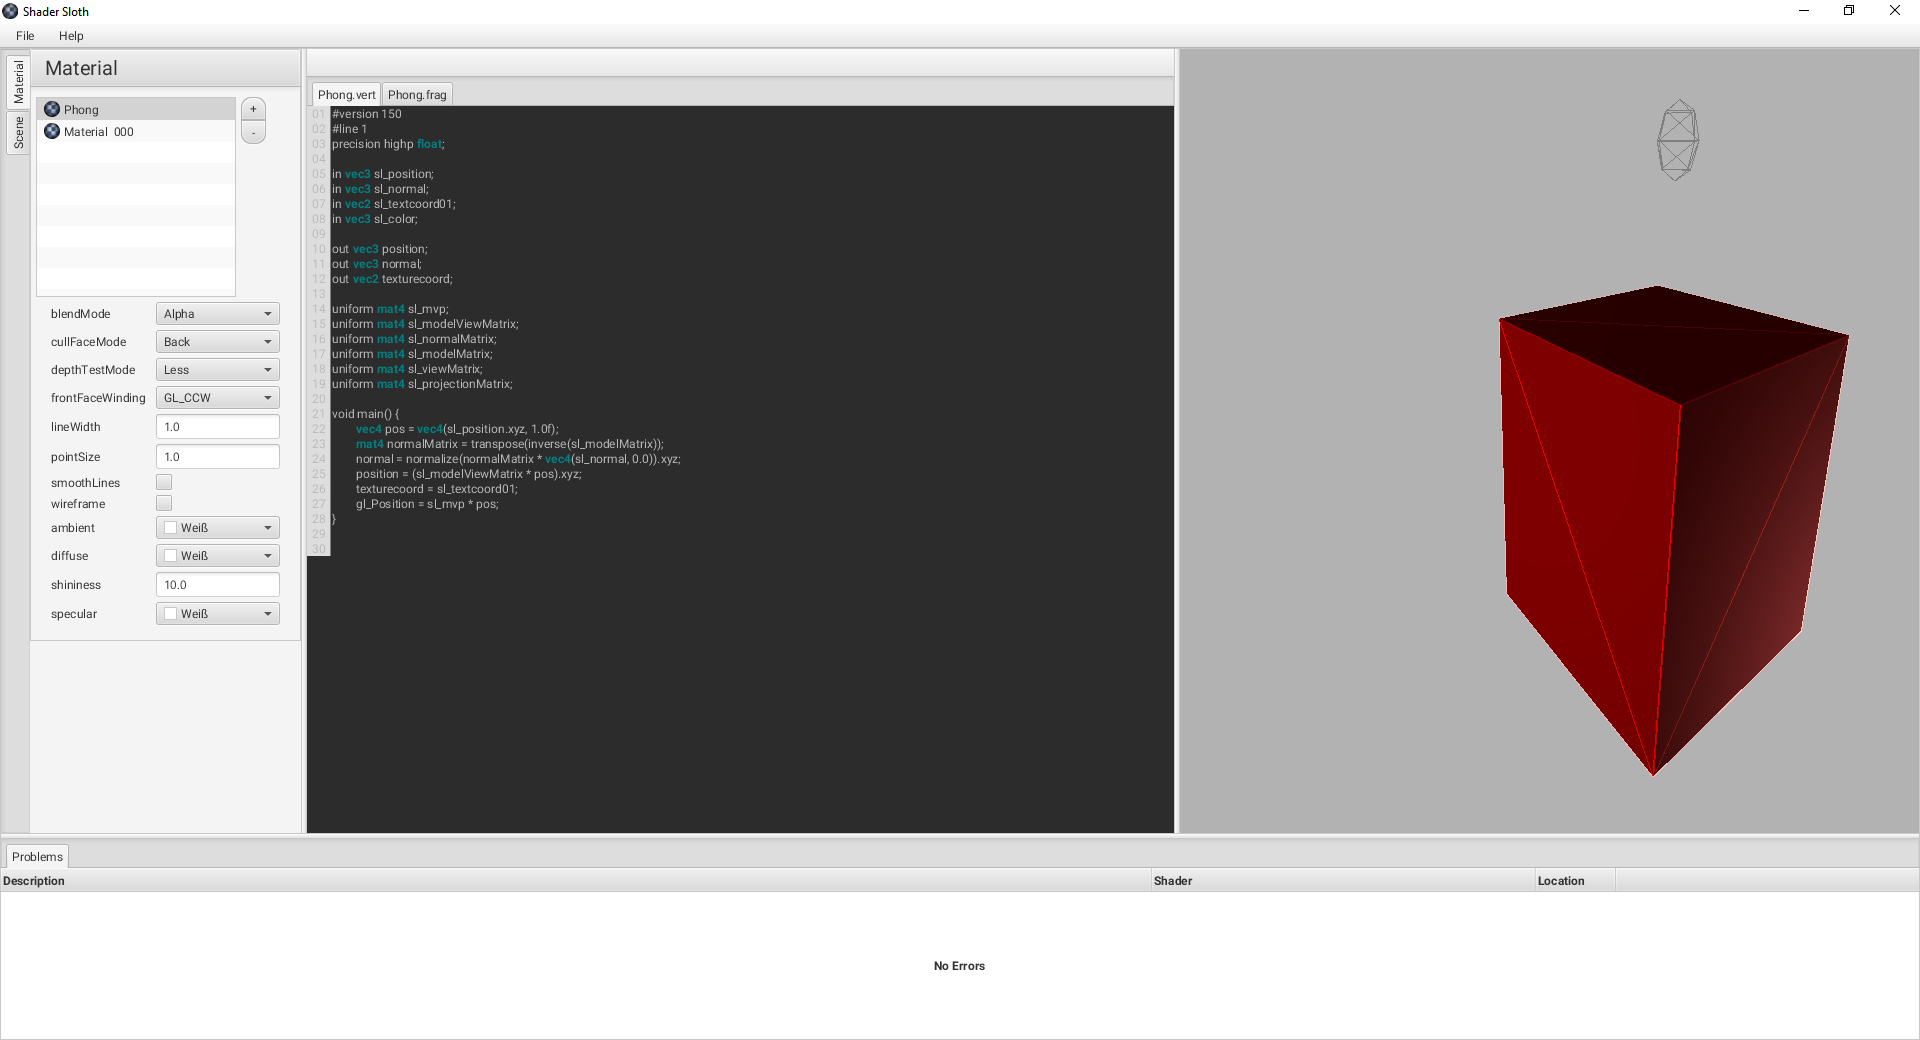 Shader Sloth
File Help
Material
Scene
Material
Phong
Material 000
+
-
blendMode Alpha
cullFaceMode Back
depthTestMode Less
frontFaceWinding GL_CCW
lineWidth 1.0
pointSize 1.0
smoothLines
wireframe
ambient Weiß
diffuse Weiß
shininess 10.0
specular Weiß
Phong.vert Phong.frag
01 #version 150
02 #line 1
03 precision highp float;
04
05 in vec3 sl_position;
06 in vec3 sl_normal;
07 in vec2 sl_textcoord01;
08 in vec3 sl_color;
09
10 out vec3 position;
11 out vec3 normal;
12 out vec2 texturecoord;
13
14 uniform mat4 sl_mvp;
15 uniform mat4 sl_modelViewMatrix;
16 uniform mat4 sl_normalMatrix;
17 uniform mat4 sl_modelMatrix;
18 uniform mat4 sl_viewMatrix;
19 uniform mat4 sl_projectionMatrix;
20
21 void main() {
22 vec4 pos = vec4(sl_position.xyz, 1.0f);
23 mat4 normalMatrix = transpose(inverse(sl_modelMatrix));
24 normal = normalize(normalMatrix * vec4(sl_normal, 0.0)).xyz;
25 position = (sl_modelViewMatrix * pos).xyz;
26 texturecoord = sl_textcoord01;
27 gl_Position = sl_mvp * pos;
28 }
29
30
Problems
Description Shader Location
No Errors